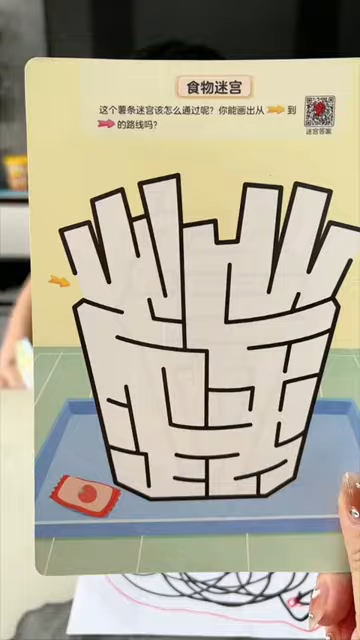 食物迷宫
这个薯条迷宫该怎么通过呢？你能画出从 到
的路线吗？
迷宫答案